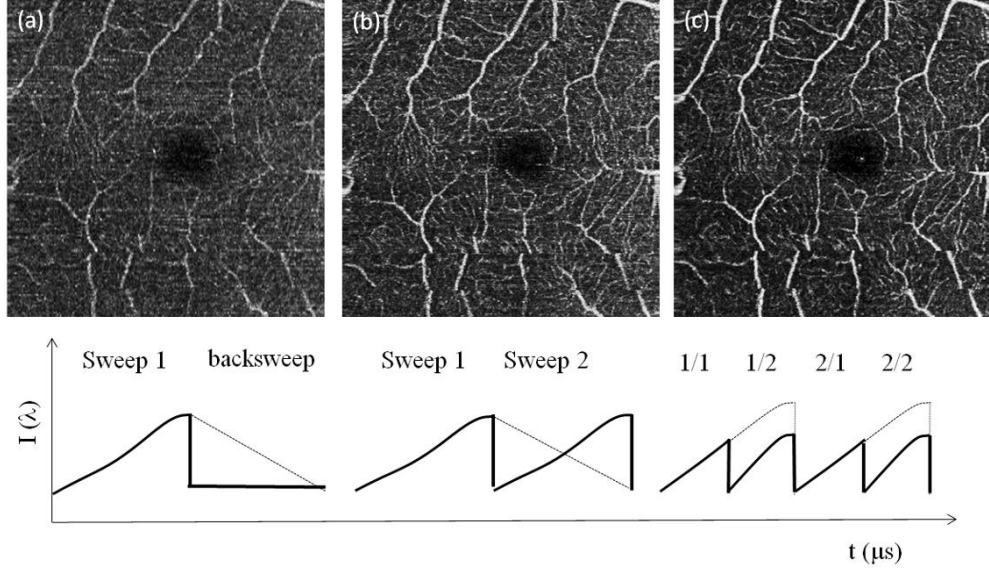 (a) (b) (c)
Sweep 1 backsweep Sweep 1 Sweep 2 1/1 1/2 2/1 2/2
I (λ)
t (μs)